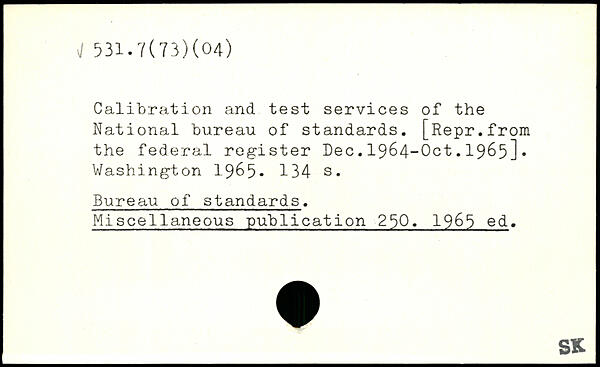 √ 531.7(73)(04)
Calibration and test services of the
National bureau of standards. [Repr.from
the federal register Dec.1964-Oct.1965].
Washington 1965. 134 s.
Bureau of standards.
Miscellaneous publication 250. 1965 ed.
SK